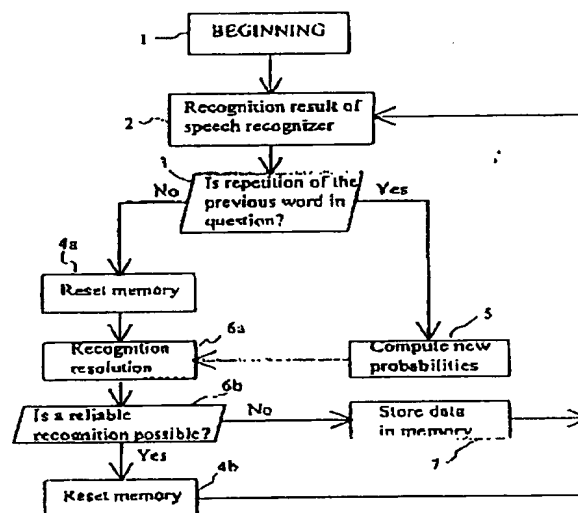 1
BEGINNING
2
Recognition result of
speech recognizer
Is repetition of the
previous word in
question?
No
Yes
4a
Reset memory
5
Compute new
probabilities
6a
Recognition
resolution
6b
Is a reliable
recognition possible?
No
Store data
in memory
7
Yes
4b
Reset memory